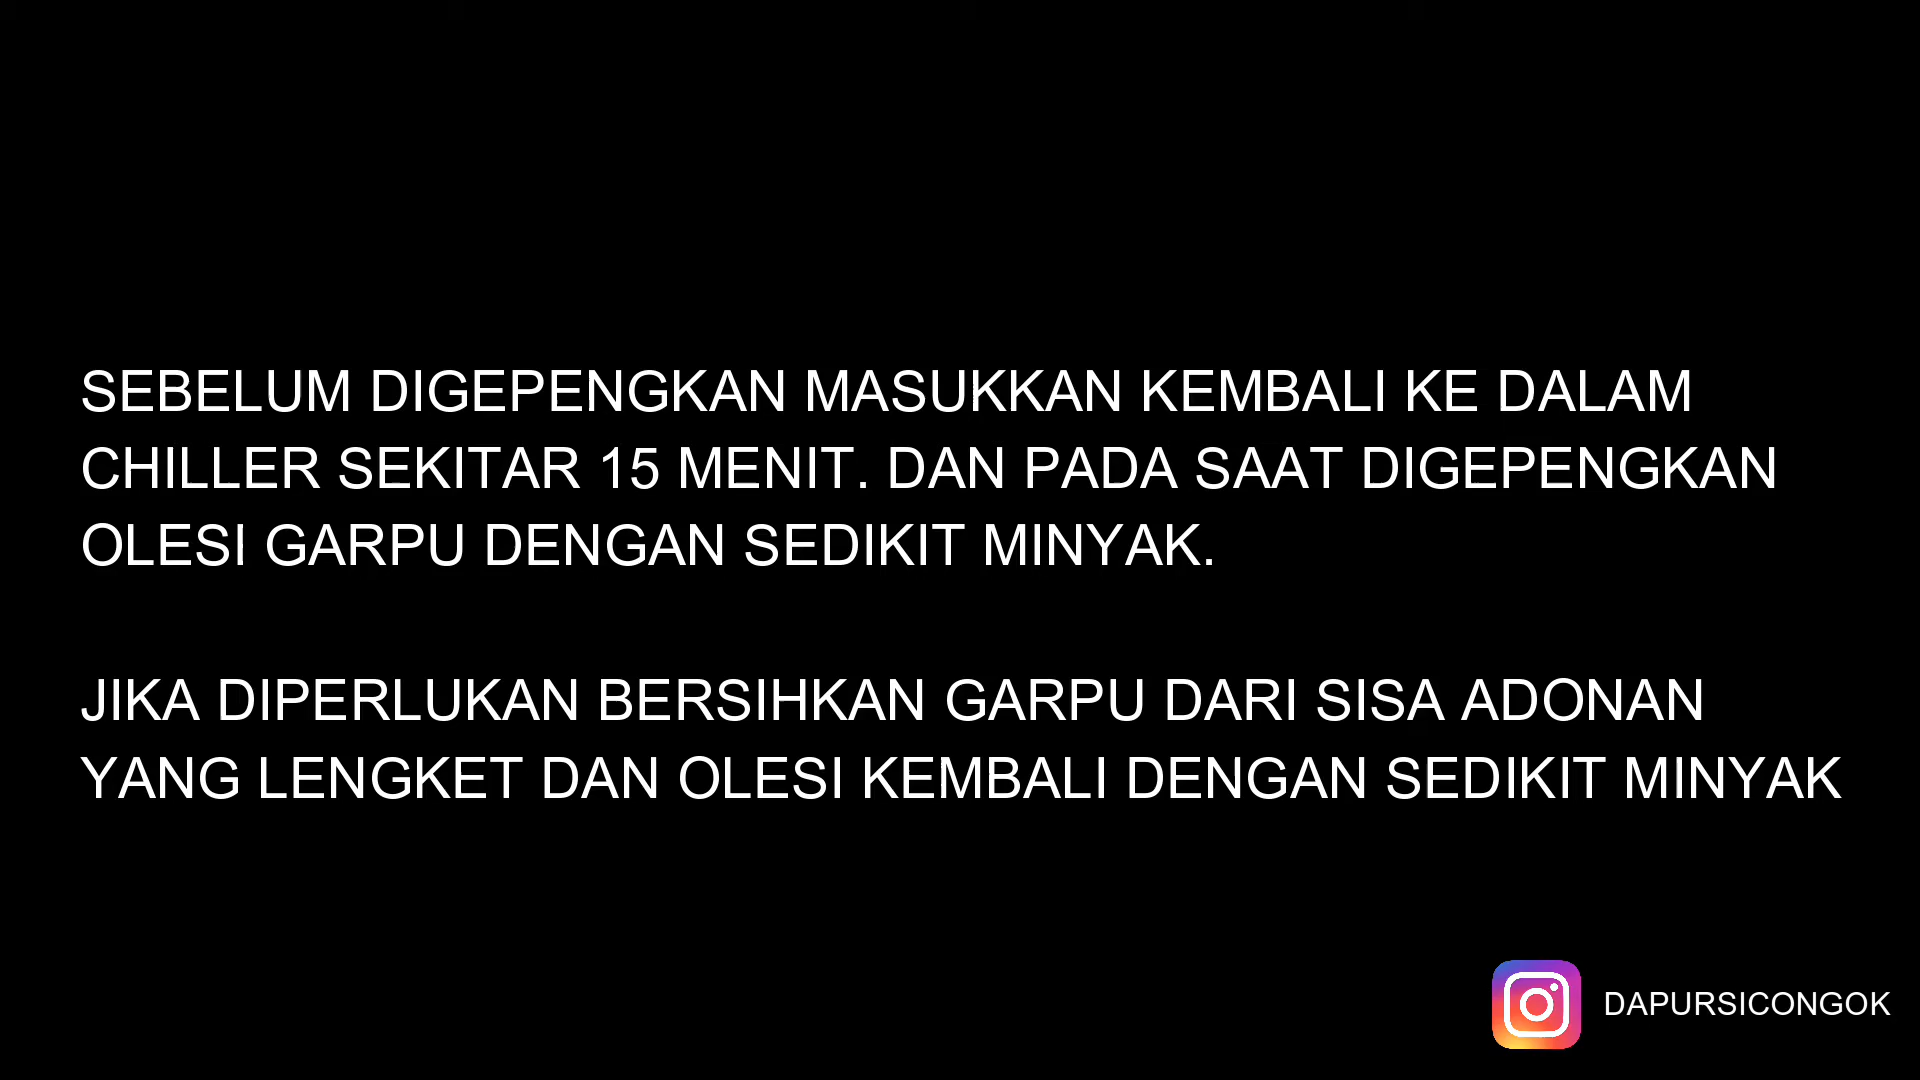 SEBELUM DIGEPENGKAN MASUKKAN KEMBALI KE DALAM
CHILLER SEKITAR 15 MENIT. DAN PADA SAAT DIGEPENGKAN
OLESI GARPU DENGAN SEDIKIT MINYAK.
JIKA DIPERLUKAN BERSIHKAN GARPU DARI SISA ADONAN
YANG LENGKET DAN OLESI KEMBALI DENGAN SEDIKIT MINYAK
DAPURSICONGOK